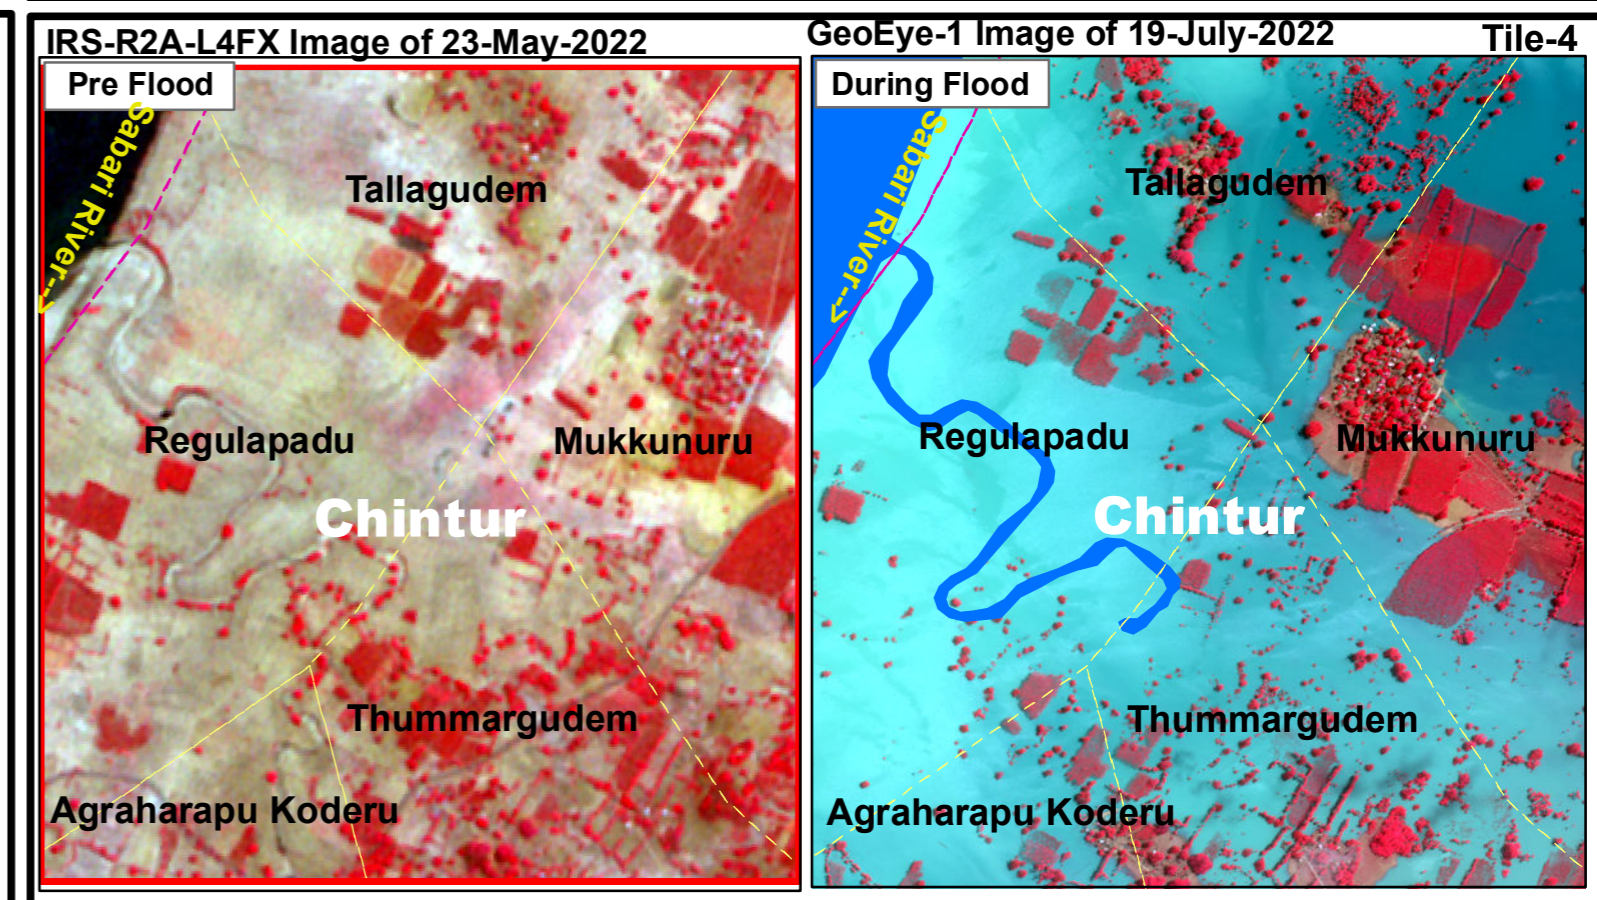 IRS-R2A-L4FX Image of 23-May-2022
GeoEye-1 Image of 19-July-2022
Tile-4
Pre Flood
Sabari River-->
Tallagudem
Regulapadu
Mukkunuru
Chintur
Thummargudem
Agraharapu Koderu
During Flood
Sabari River-->
Tallagudem
Regulapadu
Mukkunuru
Chintur
Thummargudem
Agraharapu Koderu